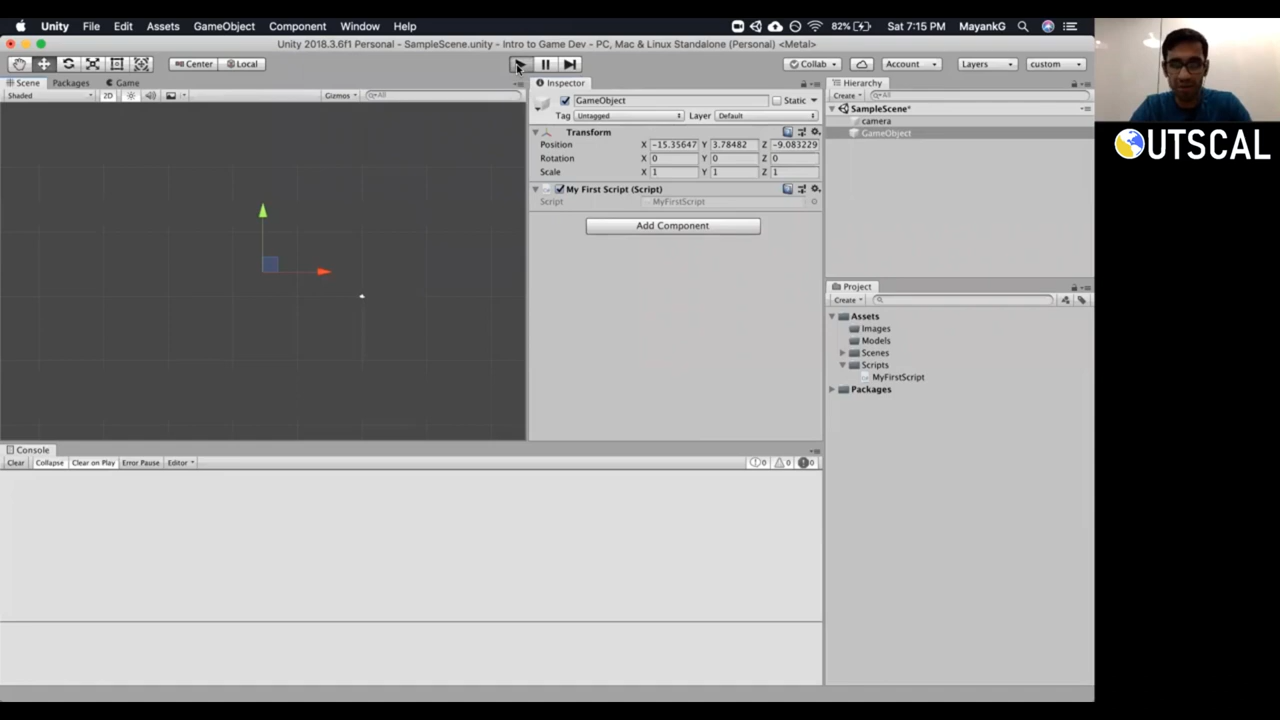 Unity File Edit Assets GameObject Component Window Help 82% Sat 7:15 PM MayankG
Unity 2018.3.6f1 Personal - SampleScene.unity - Intro to Game Dev - PC, Mac & Linux Standalone (Personal) <Metal>
Center Local Collab Account Layers custom
Scene Packages Game Inspector Hierarchy
Shaded 2D Gizmos All
Create All
GameObject Static
Tag Untagged Layer Default
Transform
Position X -15.35647 Y 3.78482 Z -9.083229
Rotation X 0 Y 0 Z 0
Scale X 1 Y 1 Z 1
My First Script (Script)
Script MyFirstScript
Add Component
SampleScene*
camera
GameObject
Project
Create
Assets
Images
Models
Scenes
Scripts
MyFirstScript
Packages
Console
Clear Collapse Clear on Play Error Pause Editor 0 0 0
OUTSCAL